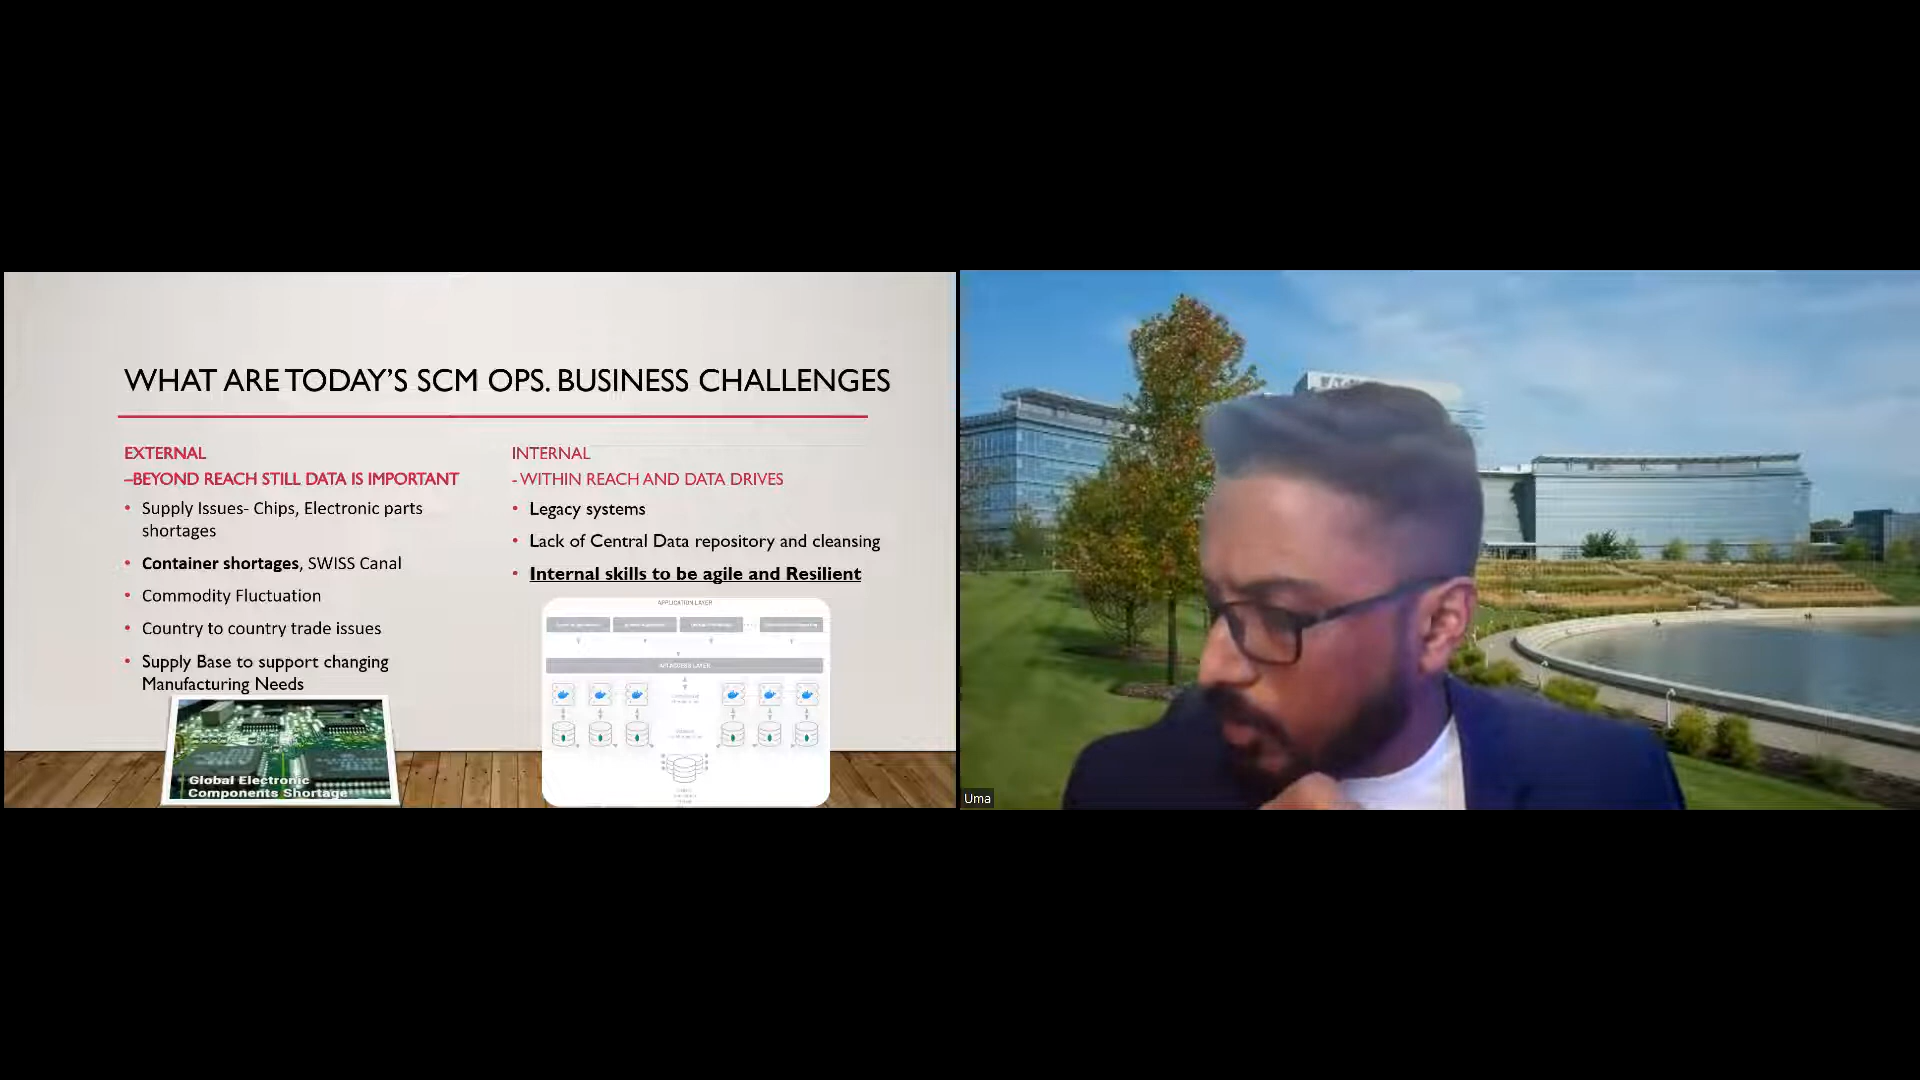 WHAT ARE TODAY'S SCM OPS. BUSINESS CHALLENGES
EXTERNAL
–BEYOND REACH STILL DATA IS IMPORTANT
• Supply Issues- Chips, Electronic parts
shortages
• Container shortages, SWISS Canal
• Commodity Fluctuation
• Country to country trade issues
• Supply Base to support changing
Manufacturing Needs
Global Electronic
Components Shortage
INTERNAL
- WITHIN REACH AND DATA DRIVES
• Legacy systems
• Lack of Central Data repository and cleansing
• Internal skills to be agile and Resilient
APPLICATION LAYER
API ACCESS LAYER
Uma